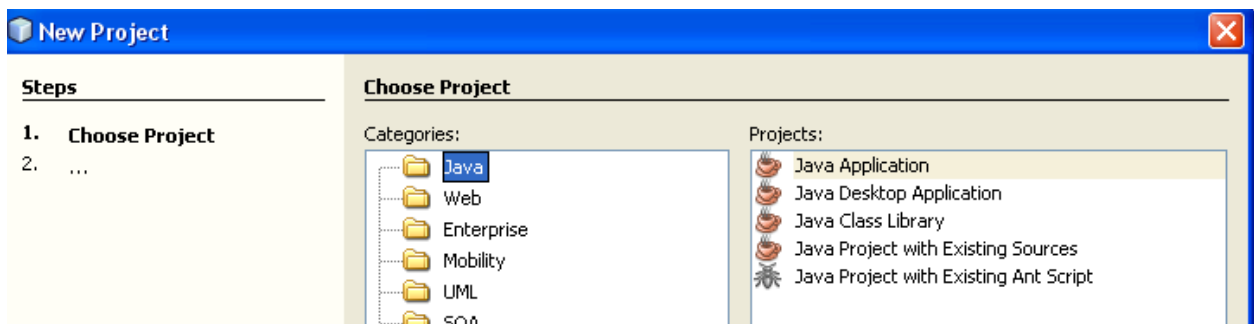 New Project
Steps
1. Choose Project
2. ...
Choose Project
Categories:
Java
Web
Enterprise
Mobility
UML
SOA
Projects:
Java Application
Java Desktop Application
Java Class Library
Java Project with Existing Sources
Java Project with Existing Ant Script